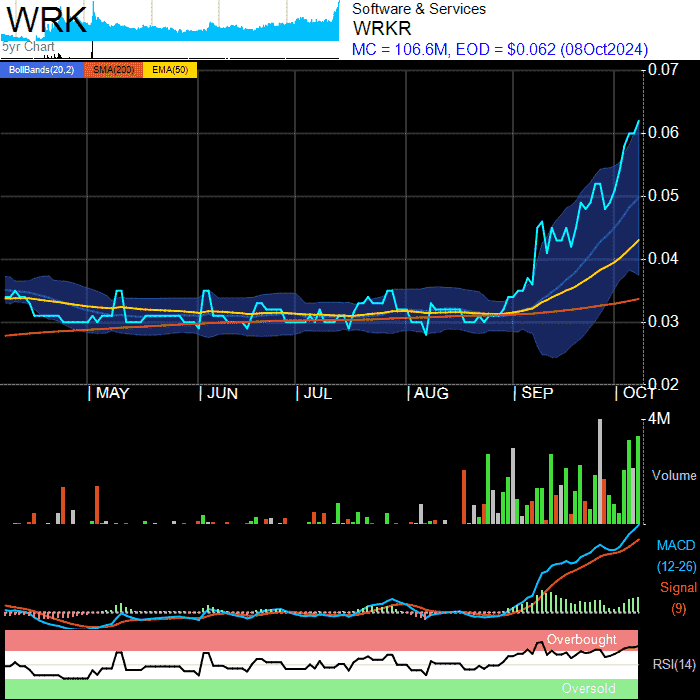 WRK
5yr Chart
Software & Services
WRKR
MC = 106.6M, EOD = $0.062 (08Oct2024)
BollBands(20,2) SMA(200) EMA(50)
0.07
0.06
0.05
0.04
0.03
0.02
| MAY | JUN | JUL | AUG | SEP | OCT
4M
Volume
MACD
(12-26)
Signal
(9)
Overbought
RSI(14)
Oversold